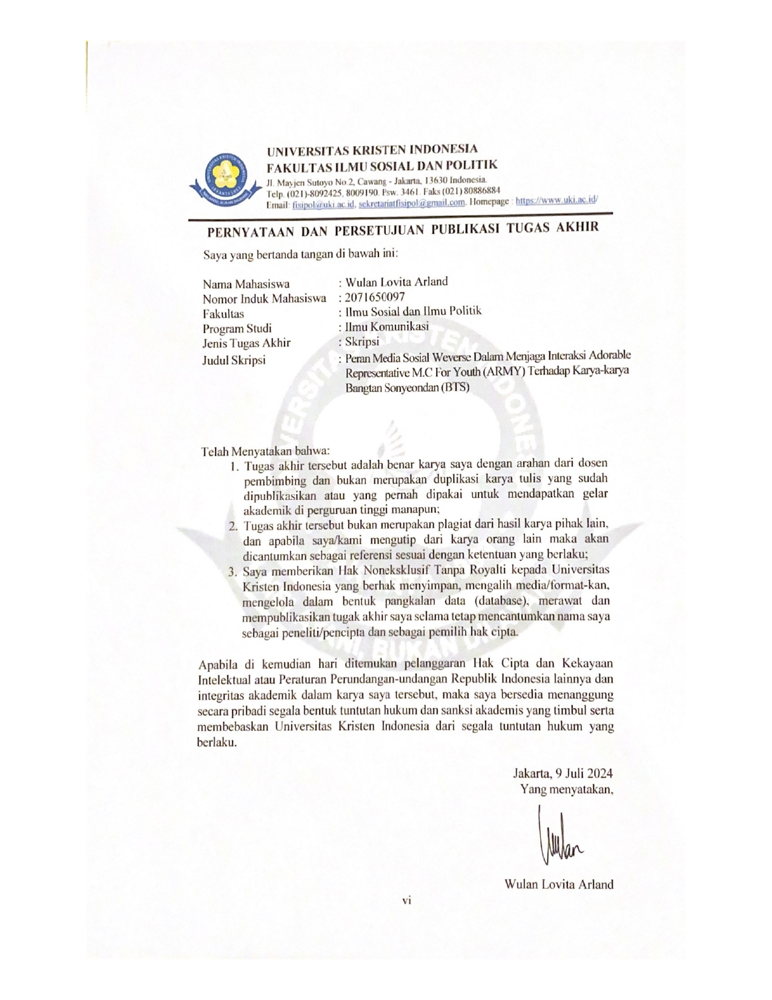 UNIVERSITAS KRISTEN INDONESIA
FAKULTAS ILMU SOSIAL DAN POLITIK
Jl. Mayjen Sutoyo No.2, Cawang - Jakarta, 13630 Indonesia.
Telp. (021)-8092425, 8009190. Psw. 3461. Faks (021) 80886884
Email: fisipol@uki.ac.id, sekretariatfisipol@gmail.com. Homepage : https://www.uki.ac.id/
PERNYATAAN DAN PERSETUJUAN PUBLIKASI TUGAS AKHIR
Saya yang bertanda tangan di bawah ini:
Nama Mahasiswa : Wulan Lovita Arland
Nomor Induk Mahasiswa : 2071650097
Fakultas : Ilmu Sosial dan Ilmu Politik
Program Studi : Ilmu Komunikasi
Jenis Tugas Akhir : Skripsi
Judul Skripsi : Peran Media Sosial Weverse Dalam Menjaga Interaksi Adorable
Representative M.C For Youth (ARMY) Terhadap Karya-karya
Bangtan Sonyeondan (BTS)
Telah Menyatakan bahwa:
1. Tugas akhir tersebut adalah benar karya saya dengan arahan dari dosen
pembimbing dan bukan merupakan duplikasi karya tulis yang sudah
dipublikasikan atau yang pernah dipakai untuk mendapatkan gelar
akademik di perguruan tinggi manapun;
2. Tugas akhir tersebut bukan merupakan plagiat dari hasil karya pihak lain,
dan apabila saya/kami mengutip dari karya orang lain maka akan
dicantumkan sebagai referensi sesuai dengan ketentuan yang berlaku;
3. Saya memberikan Hak Noneksklusif Tanpa Royalti kepada Universitas
Kristen Indonesia yang berhak menyimpan, mengalih media/format-kan,
mengelola dalam bentuk pangkalan data (database), merawat dan
mempublikasikan tugak akhir saya selama tetap mencantumkan nama saya
sebagai peneliti/pencipta dan sebagai pemilih hak cipta.
Apabila di kemudian hari ditemukan pelanggaran Hak Cipta dan Kekayaan
Intelektual atau Peraturan Perundangan-undangan Republik Indonesia lainnya dan
integritas akademik dalam karya saya tersebut, maka saya bersedia menanggung
secara pribadi segala bentuk tuntutan hukum dan sanksi akademis yang timbul serta
membebaskan Universitas Kristen Indonesia dari segala tuntutan hukum yang
berlaku.
Jakarta, 9 Juli 2024
Yang menyatakan,
Wulan
Wulan Lovita Arland
vi